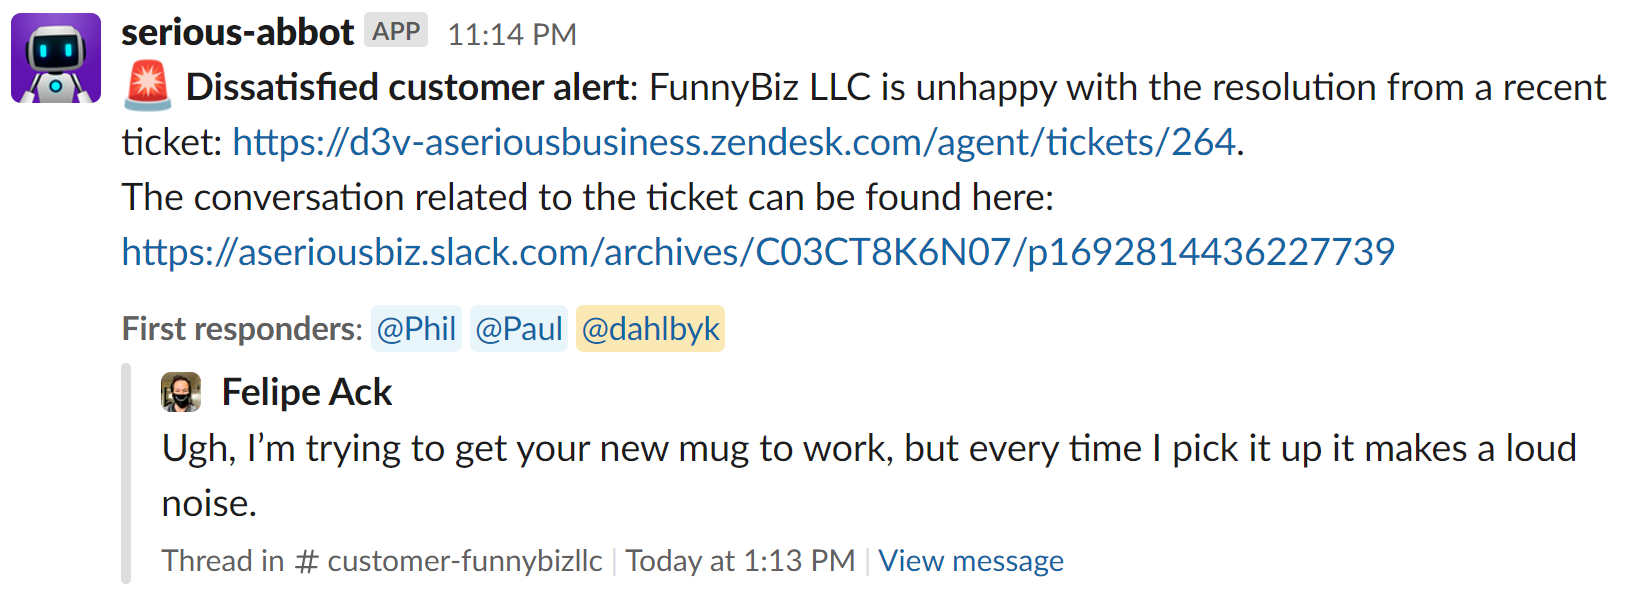 serious-abbot APP 11:14 PM
🚨 Dissatisfied customer alert: FunnyBiz LLC is unhappy with the resolution from a recent
ticket: https://d3v-aseriousbusiness.zendesk.com/agent/tickets/264.
The conversation related to the ticket can be found here:
https://aseriousbiz.slack.com/archives/C03CT8K6N07/p1692814436227739
First responders: @Phil @Paul @dahlbyk
Felipe Ack
Ugh, I’m trying to get your new mug to work, but every time I pick it up it makes a loud
noise.
Thread in # customer-funnybizllc | Today at 1:13 PM | View message